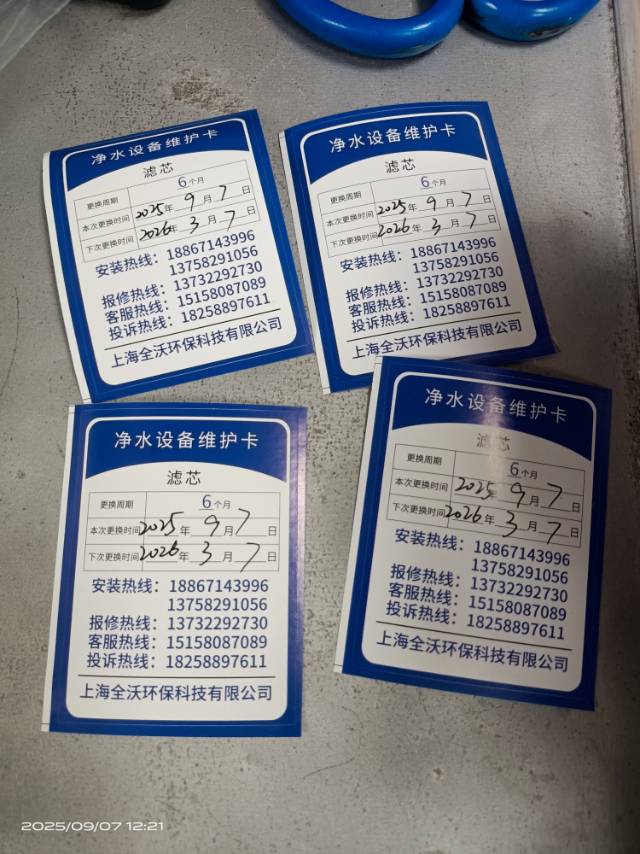 净水设备维护卡
滤芯
更换周期 6个月
本次更换时间 2025年 9月 7日
下次更换时间 2026年 3月 7日
安装热线：18867143996
13758291056
报修热线：13732292730
客服热线：15158087089
投诉热线：18258897611
上海全沃环保科技有限公司
净水设备维护卡
滤芯
更换周期 6个月
本次更换时间 2025年 9月 7日
下次更换时间 2026年 3月 7日
安装热线：18867143996
13758291056
报修热线：13732292730
客服热线：15158087089
投诉热线：18258897611
上海全沃环保科技有限公司
净水设备维护卡
滤芯
更换周期 6个月
本次更换时间 2025年 9月 7日
下次更换时间 2026年 3月 7日
安装热线：18867143996
13758291056
报修热线：13732292730
客服热线：15158087089
投诉热线：18258897611
上海全沃环保科技有限公司
净水设备维护卡
滤芯
更换周期 6个月
本次更换时间 2025年 9月 7日
下次更换时间 2026年 3月 7日
安装热线：18867143996
13758291056
报修热线：13732292730
客服热线：15158087089
投诉热线：18258897611
上海全沃环保科技有限公司
2025/09/07 12:21